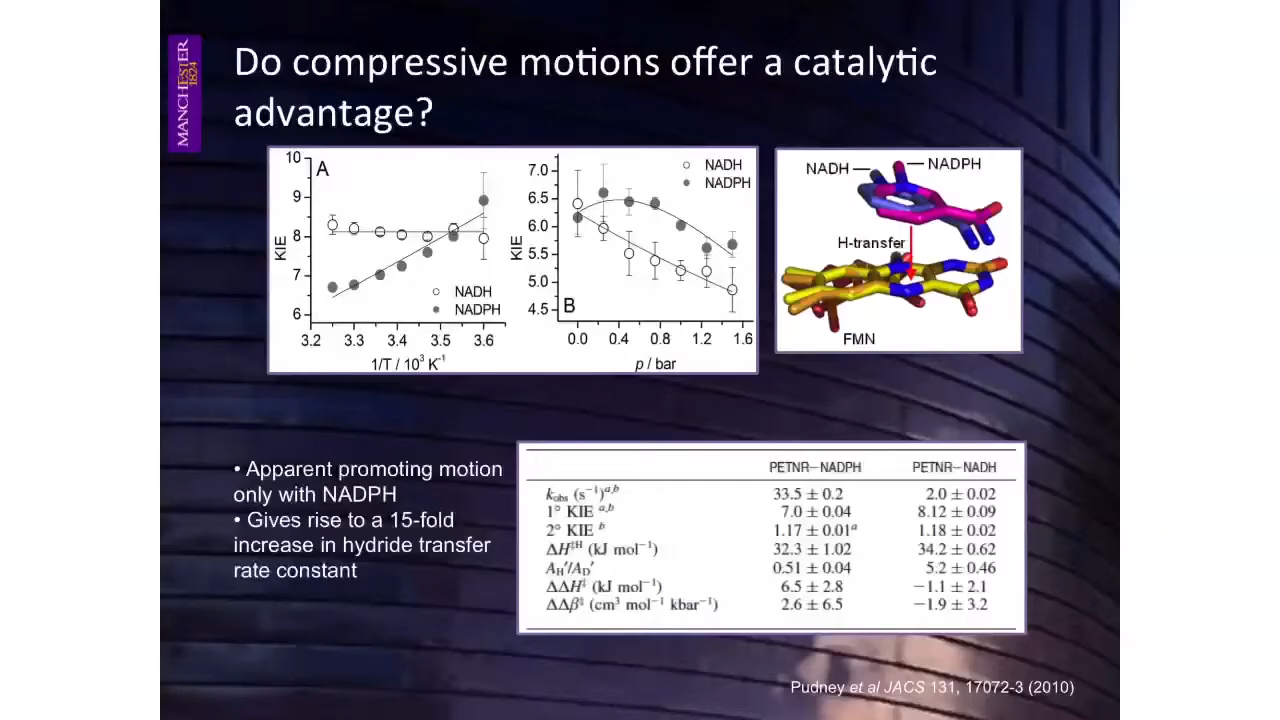 MANCHESTER
1824
Do compressive motions offer a catalytic
advantage?
A
10
9
8
7
6
KIE
NADH
NADPH
3.2 3.3 3.4 3.5 3.6
1/T / 10³ K⁻¹
B
7.0
6.5
6.0
5.5
5.0
4.5
KIE
NADH
NADPH
0.0 0.4 0.8 1.2 1.6
p / bar
NADH
NADPH
H-transfer
FMN
• Apparent promoting motion
only with NADPH
• Gives rise to a 15-fold
increase in hydride transfer
rate constant
PETNR−NADPH PETNR−NADH
kobs (s⁻¹)a,b 33.5 ± 0.2 2.0 ± 0.02
1° KIE a,b 7.0 ± 0.04 8.12 ± 0.09
2° KIE b 1.17 ± 0.01a 1.18 ± 0.02
ΔH‡H (kJ mol⁻¹) 32.3 ± 1.02 34.2 ± 0.62
AH′/AD′ 0.51 ± 0.04 5.2 ± 0.46
ΔΔH‡ (kJ mol⁻¹) 6.5 ± 2.8 −1.1 ± 2.1
ΔΔβ‡ (cm³ mol⁻¹ kbar⁻¹) 2.6 ± 6.5 −1.9 ± 3.2
Pudney et al JACS 131, 17072-3 (2010)